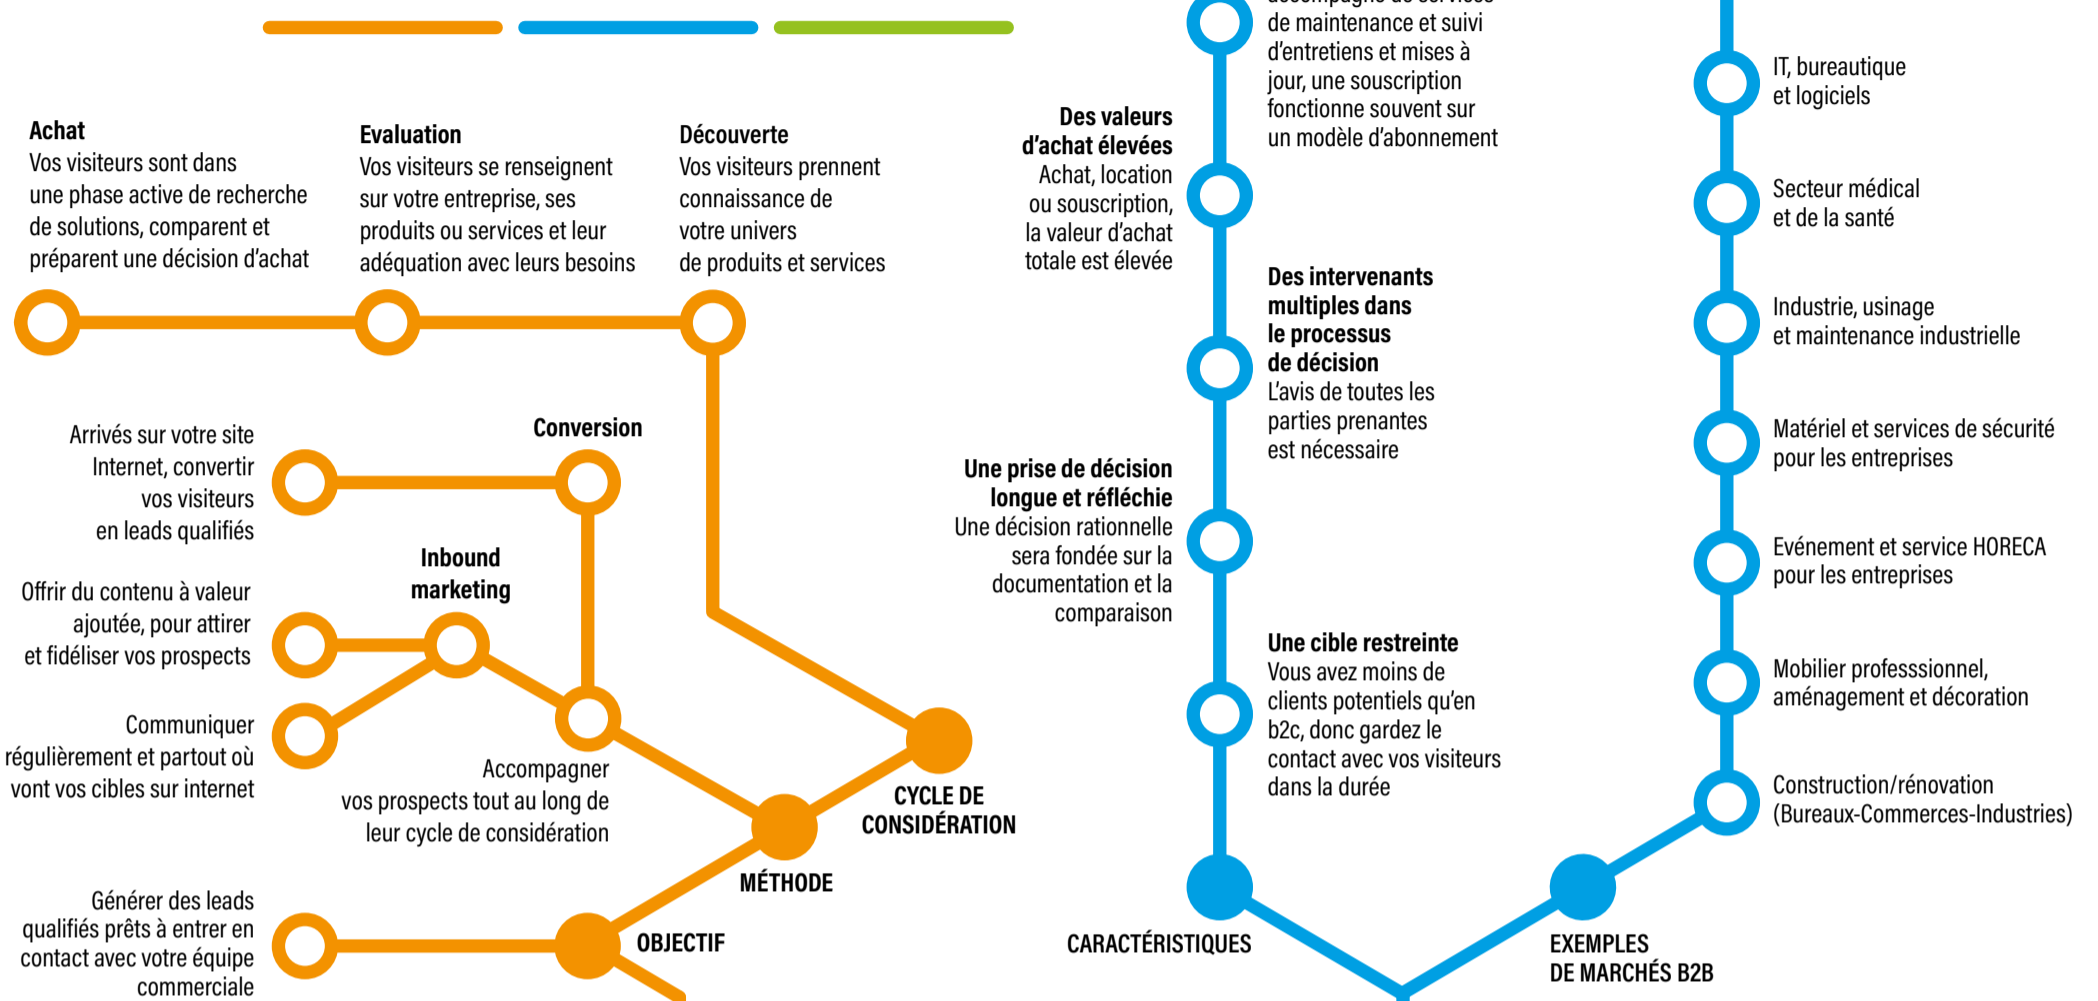 Achat
Vos visiteurs sont dans
une phase active de recherche
de solutions, comparent et
préparent une décision d'achat
Evaluation
Vos visiteurs se renseignent
sur votre entreprise, ses
produits ou services et leur
adéquation avec leurs besoins
Découverte
Vos visiteurs prennent
connaissance de
votre univers
de produits et services
Arrivés sur votre site
Internet, convertir
vos visiteurs
en leads qualifiés
Conversion
Inbound
marketing
Offrir du contenu à valeur
ajoutée, pour attirer
et fidéliser vos prospects
Communiquer
régulièrement et partout où
vont vos cibles sur internet
Accompagner
vos prospects tout au long de
leur cycle de considération
CYCLE DE
CONSIDÉRATION
MÉTHODE
Générer des leads
qualifiés prêts à entrer en
contact avec votre équipe
commerciale
OBJECTIF
accompagné de services
de maintenance et suivi
d'entretiens et mises à
jour, une souscription
fonctionne souvent sur
un modèle d'abonnement
Des valeurs
d'achat élevées
Achat, location
ou souscription,
la valeur d'achat
totale est élevée
Des intervenants
multiples dans
le processus
de décision
L'avis de toutes les
parties prenantes
est nécessaire
Une prise de décision
longue et réfléchie
Une décision rationnelle
sera fondée sur la
documentation et la
comparaison
Une cible restreinte
Vous avez moins de
clients potentiels qu'en
b2c, donc gardez le
contact avec vos visiteurs
dans la durée
CARACTÉRISTIQUES
IT, bureautique
et logiciels
Secteur médical
et de la santé
Industrie, usinage
et maintenance industrielle
Matériel et services de sécurité
pour les entreprises
Evénement et service HORECA
pour les entreprises
Mobilier professsionnel,
aménagement et décoration
Construction/rénovation
(Bureaux-Commerces-Industries)
EXEMPLES
DE MARCHÉS B2B